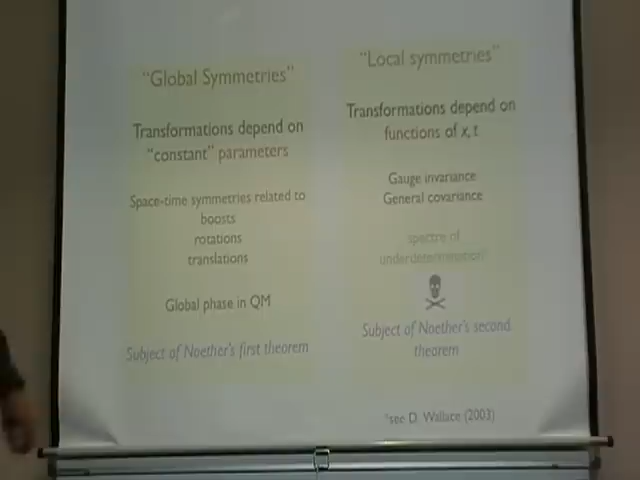 "Global Symmetries"
Transformations depend on
"constant" parameters
Space-time symmetries related to
boosts
rotations
translations
Global phase in QM
Subject of Noether's first theorem
"Local symmetries"
Transformations depend on
functions of x, t
Gauge invariance
General covariance
spectre of
underdetermination*
Subject of Noether's second
theorem
*see D. Wallace (2003)